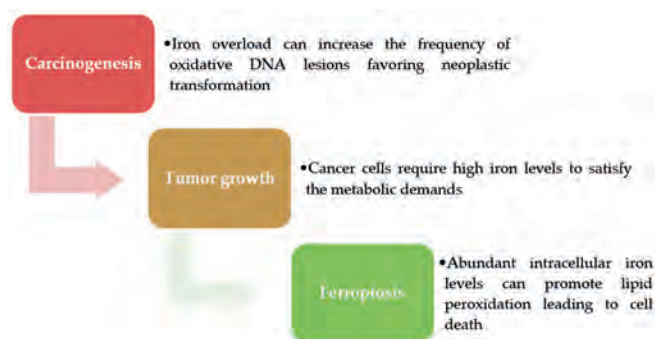 Carcinogenesis
•Iron overload can increase the frequency of
oxidative DNA lesions favoring neoplastic
transformation
Tumor growth
•Cancer cells require high iron levels to satisfy
the metabolic demands
Ferroptosis
•Abundant intracellular iron
levels can promote lipid
peroxidation leading to cell
death